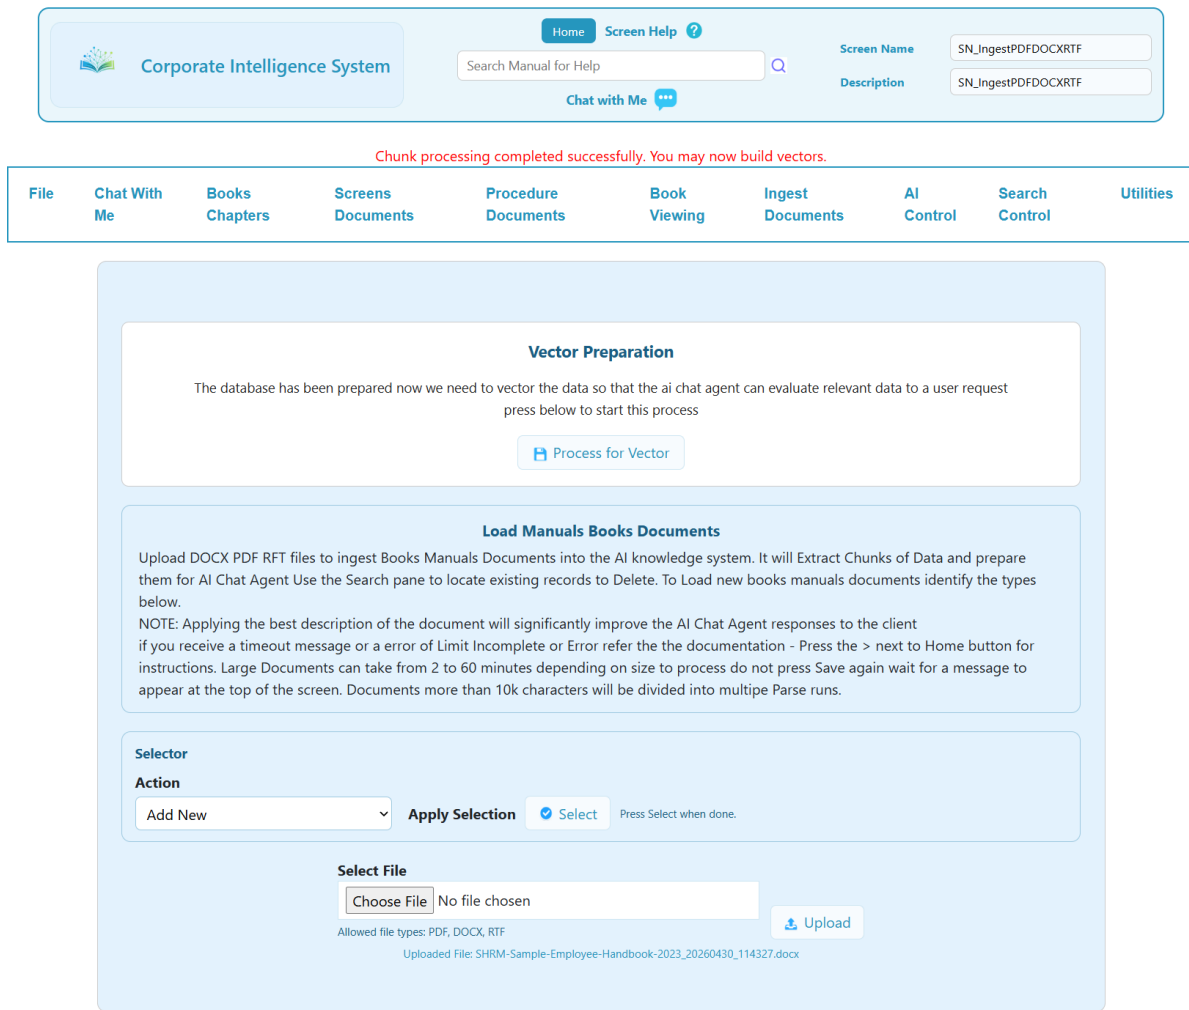 Home
Screen Help ?
Corporate Intelligence System
Search Manual for Help
Chat with Me
Screen Name
SN_IngestPDFDOCXRTF
Description
SN_IngestPDFDOCXRTF
Chunk processing completed successfully. You may now build vectors.
File
Chat With
Me
Books
Chapters
Screens
Documents
Procedure
Documents
Book
Viewing
Ingest
Documents
AI
Control
Search
Control
Utilities
Vector Preparation
The database has been prepared now we need to vector the data so that the ai chat agent can evaluate relevant data to a user request
press below to start this process
Process for Vector
Load Manuals Books Documents
Upload DOCX PDF RFT files to ingest Books Manuals Documents into the AI knowledge system. It will Extract Chunks of Data and prepare
them for AI Chat Agent Use the Search pane to locate existing records to Delete. To Load new books manuals documents identify the types
below.
NOTE: Applying the best description of the document will significantly improve the AI Chat Agent responses to the client
if you receive a timeout message or a error of Limit Incomplete or Error refer the the documentation - Press the > next to Home button for
instructions. Large Documents can take from 2 to 60 minutes depending on size to process do not press Save again wait for a message to
appear at the top of the screen. Documents more than 10k characters will be divided into multipe Parse runs.
Selector
Action
Add New
Apply Selection
Select
Press Select when done.
Select File
Choose File No file chosen
Upload
Allowed file types: PDF, DOCX, RTF
Uploaded File: SHRM-Sample-Employee-Handbook-2023_20260430_114327.docx